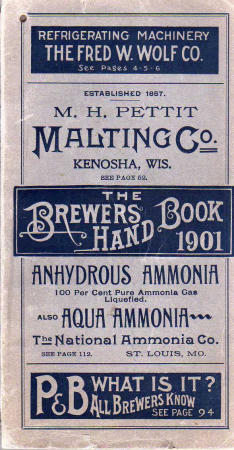 REFRIGERATING MACHINERY
THE FRED W. WOLF CO.
See Pages 4-5-6
ESTABLISHED 1857.
M. H. PETTIT
MALTING CO.
KENOSHA, WIS.
SEE PAGE 52.
THE
BREWERS' HAND BOOK
1901
ANHYDROUS AMMONIA
100 Per Cent Pure Ammonia Gas
Liquefied.
ALSO AQUA AMMONIA
The National Ammonia Co.
SEE PAGE 112. ST. LOUIS, MO.
P&B WHAT IS IT?
ALL BREWERS KNOW
SEE PAGE 94